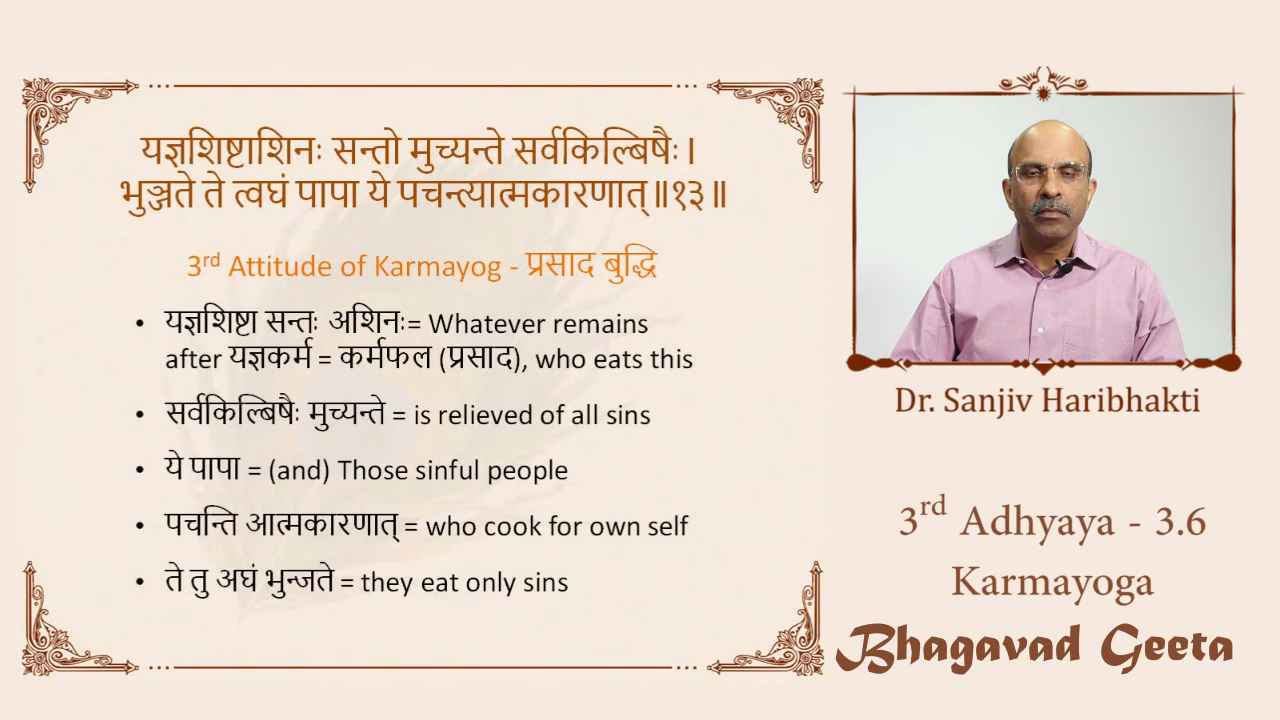 यज्ञशिष्टाशिनः सन्तो मुच्यन्ते सर्वकिल्बिषैः ।
भुञ्जते ते त्वघं पापा ये पचन्त्यात्मकारणात् ॥१३॥
3rd Attitude of Karmayog - प्रसाद बुद्धि
• यज्ञशिष्टा सन्तः अशिनः= Whatever remains
after यज्ञकर्म = कर्मफल (प्रसाद), who eats this
• सर्वकिल्बिषैः मुच्यन्ते = is relieved of all sins
• ये पापा = (and) Those sinful people
• पचन्ति आत्मकारणात् = who cook for own self
• ते तु अघं भुन्जते = they eat only sins
Dr. Sanjiv Haribhakti
3rd Adhyaya - 3.6
Karmayoga
Bhagavad Geeta